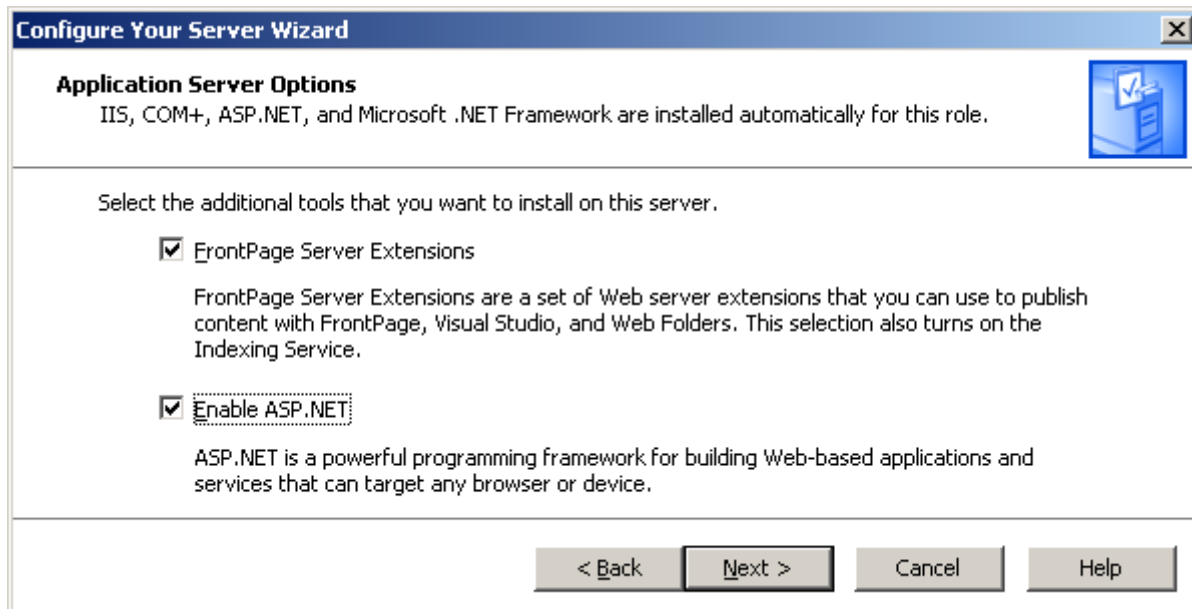 Configure Your Server Wizard
Application Server Options
IIS, COM+, ASP.NET, and Microsoft .NET Framework are installed automatically for this role.
Select the additional tools that you want to install on this server.
FrontPage Server Extensions
FrontPage Server Extensions are a set of Web server extensions that you can use to publish
content with FrontPage, Visual Studio, and Web Folders. This selection also turns on the
Indexing Service.
Enable ASP.NET
ASP.NET is a powerful programming framework for building Web-based applications and
services that can target any browser or device.
< Back Next > Cancel Help